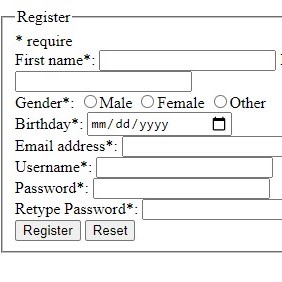 Register
* require
First name*:
Gender*: Male Female Other
Birthday*: mm/dd/yyyy
Email address*:
Username*:
Password*:
Retype Password*:
Register Reset